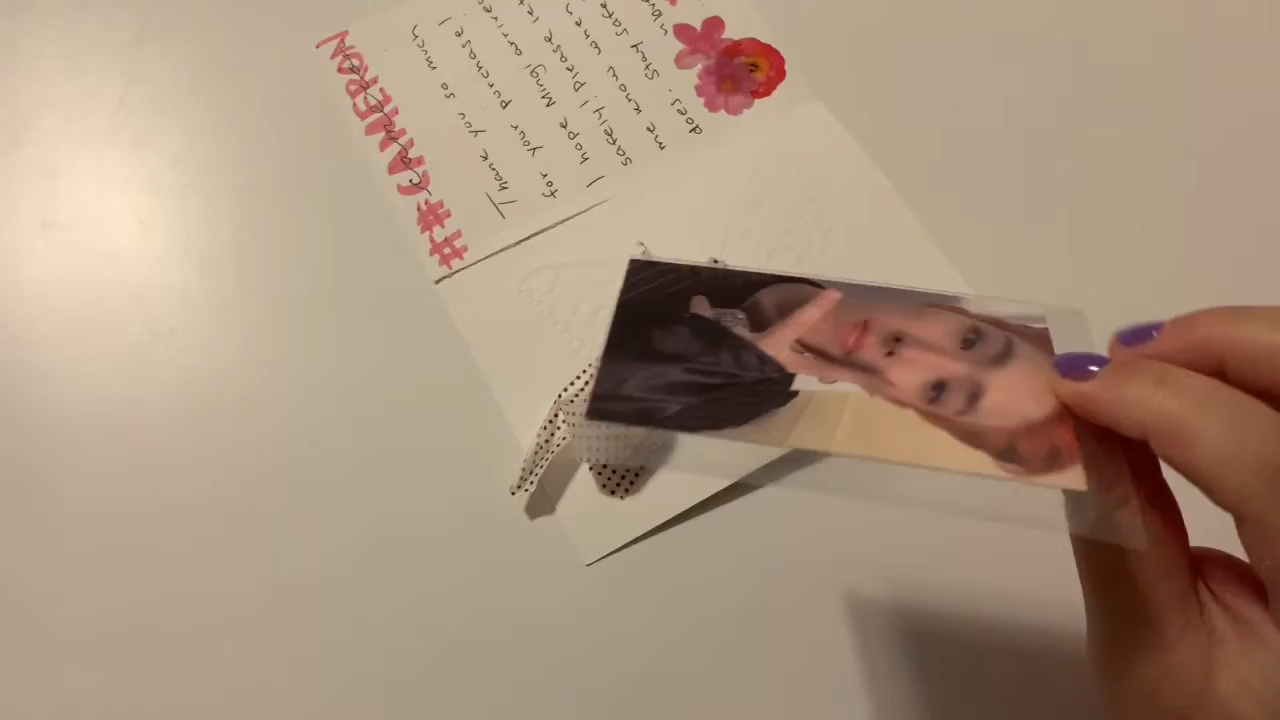 ##CAMERON
Cameron
Thank you so much
for your purchase!
I hope Mingi arrives
safely! Please let
me know when
does. Stay safe